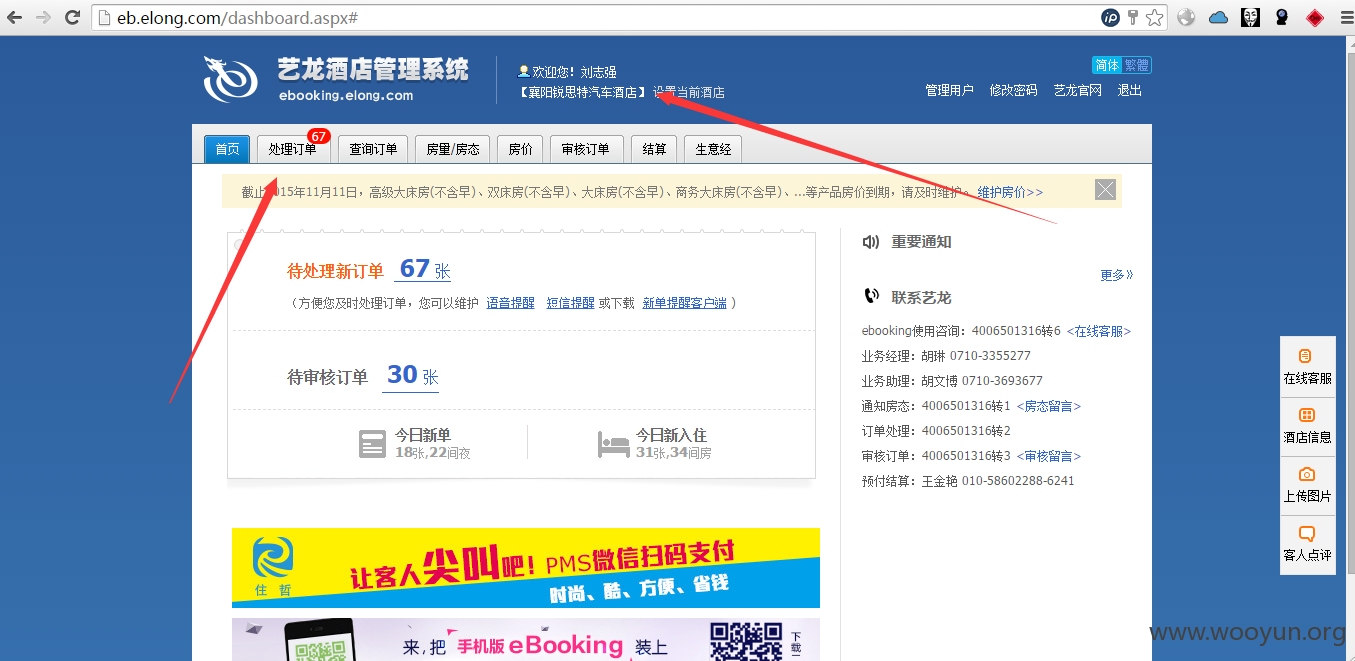 eb.elong.com/dashboard.aspx#
艺龙酒店管理系统
ebooking.elong.com
欢迎您！刘志强
【襄阳锐思特汽车酒店】 设置当前酒店
简体 繁體
管理用户 修改密码 艺龙官网 退出
首页 处理订单 67 查询订单 房量/房态 房价 审核订单 结算 生意经
截止2015年11月11日，高级大床房(不含早)、双床房(不含早)、大床房(不含早)、商务大床房(不含早)、...等产品房价到期，请及时维护。 维护房价>>
待处理新订单 67 张
（方便您及时处理订单，您可以维护 语音提醒 短信提醒 或下载 新单提醒客户端 ）
待审核订单 30 张
今日新单
18张,22间夜
今日新入住
31张,34间房
重要通知
更多》
联系艺龙
ebooking使用咨询：4006501316转6 <在线客服>
业务经理：胡琳 0710-3355277
业务助理：胡文博 0710-3693677
通知房态：4006501316转1 <房态留言>
订单处理：4006501316转2
审核订单：4006501316转3 <审核留言>
预付结算：王金艳 010-58602288-6241
在线客服
酒店信息
上传图片
客人点评
住 哲
让客人尖叫吧！PMS微信扫码支付
时尚、酷、方便、省钱
来,把 手机版 eBooking 装上
下载
www.wooyun.org